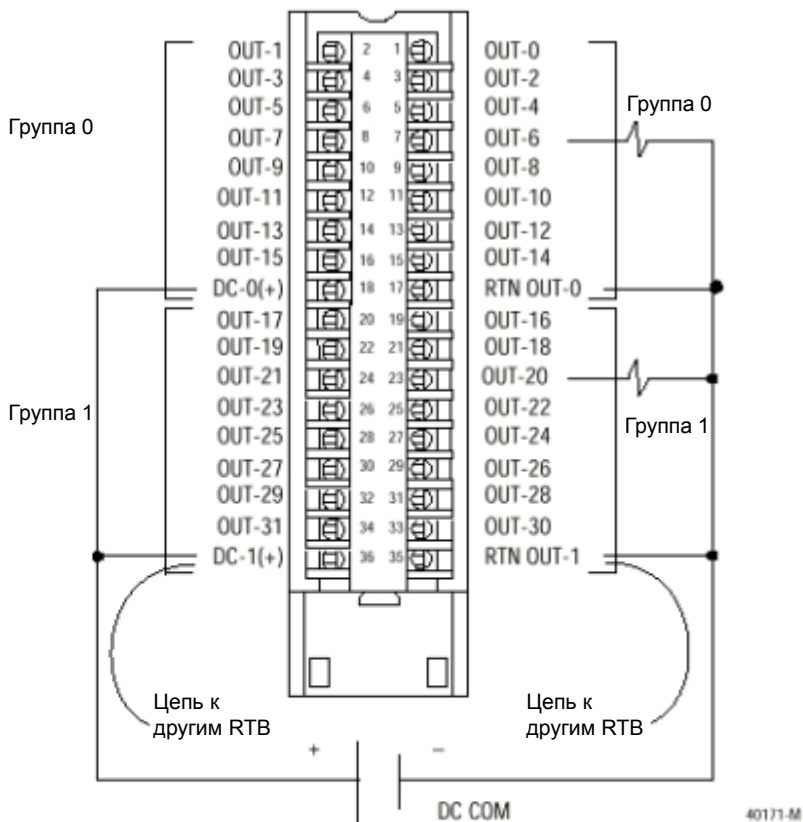 OUT-1 2 1 OUT-0
OUT-3 4 3 OUT-2
OUT-5 6 5 OUT-4
Группа 0
Группа 0
OUT-7 8 7 OUT-6
OUT-9 10 9 OUT-8
OUT-11 12 11 OUT-10
OUT-13 14 13 OUT-12
OUT-15 16 15 OUT-14
DC-0(+) 18 17 RTN OUT-0
OUT-17 20 19 OUT-16
OUT-19 22 21 OUT-18
OUT-21 24 23 OUT-20
OUT-23 26 25 OUT-22
Группа 1
Группа 1
OUT-25 28 27 OUT-24
OUT-27 30 29 OUT-26
OUT-29 32 31 OUT-28
OUT-31 34 33 OUT-30
DC-1(+) 36 35 RTN OUT-1
Цепь к
другим RTB
Цепь к
другим RTB
+ –
DC COM
40171-M